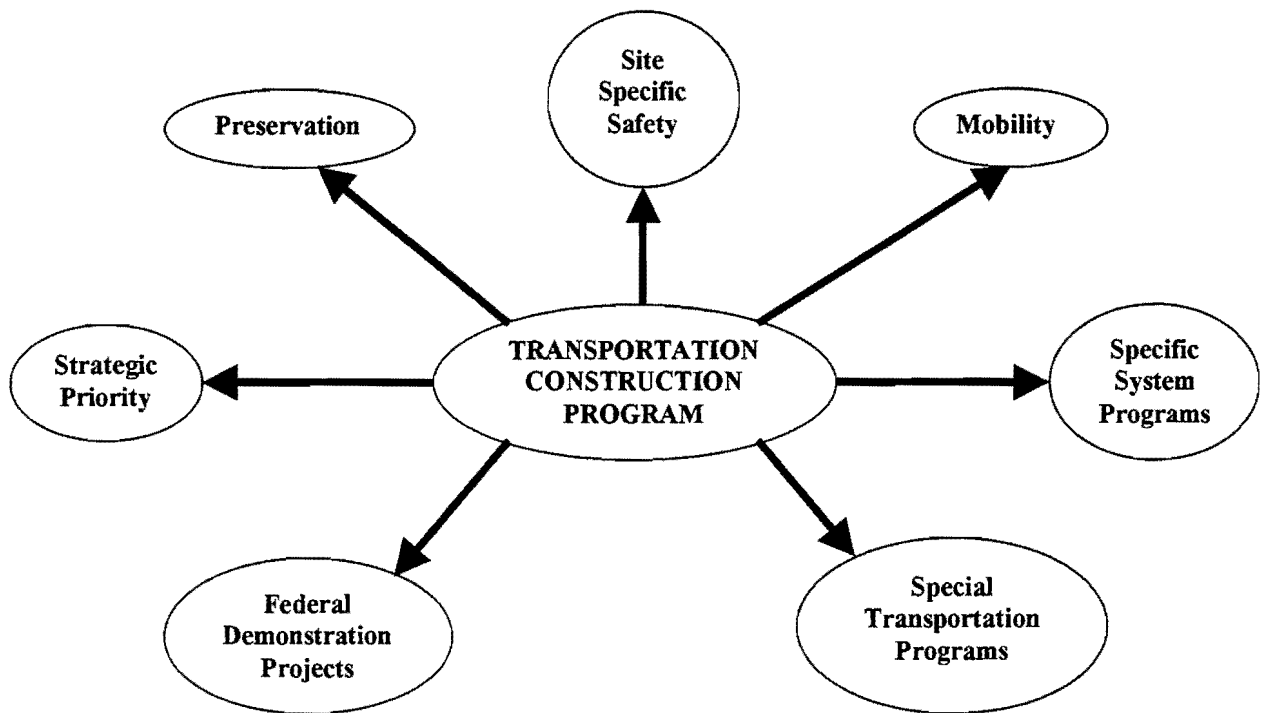 Site
Specific
Safety
Preservation
Mobility
TRANSPORTATION
CONSTRUCTION
PROGRAM
Strategic
Priority
Specific
System
Programs
Federal
Demonstration
Projects
Special
Transportation
Programs